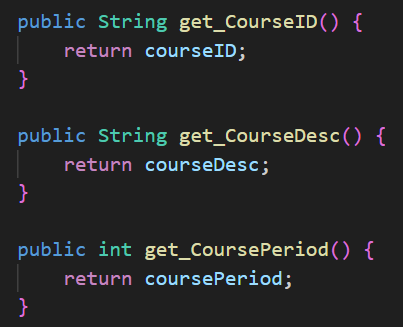 public String get_CourseID() {
    return courseID;
}
public String get_CourseDesc() {
    return courseDesc;
}
public int get_CoursePeriod() {
    return coursePeriod;
}